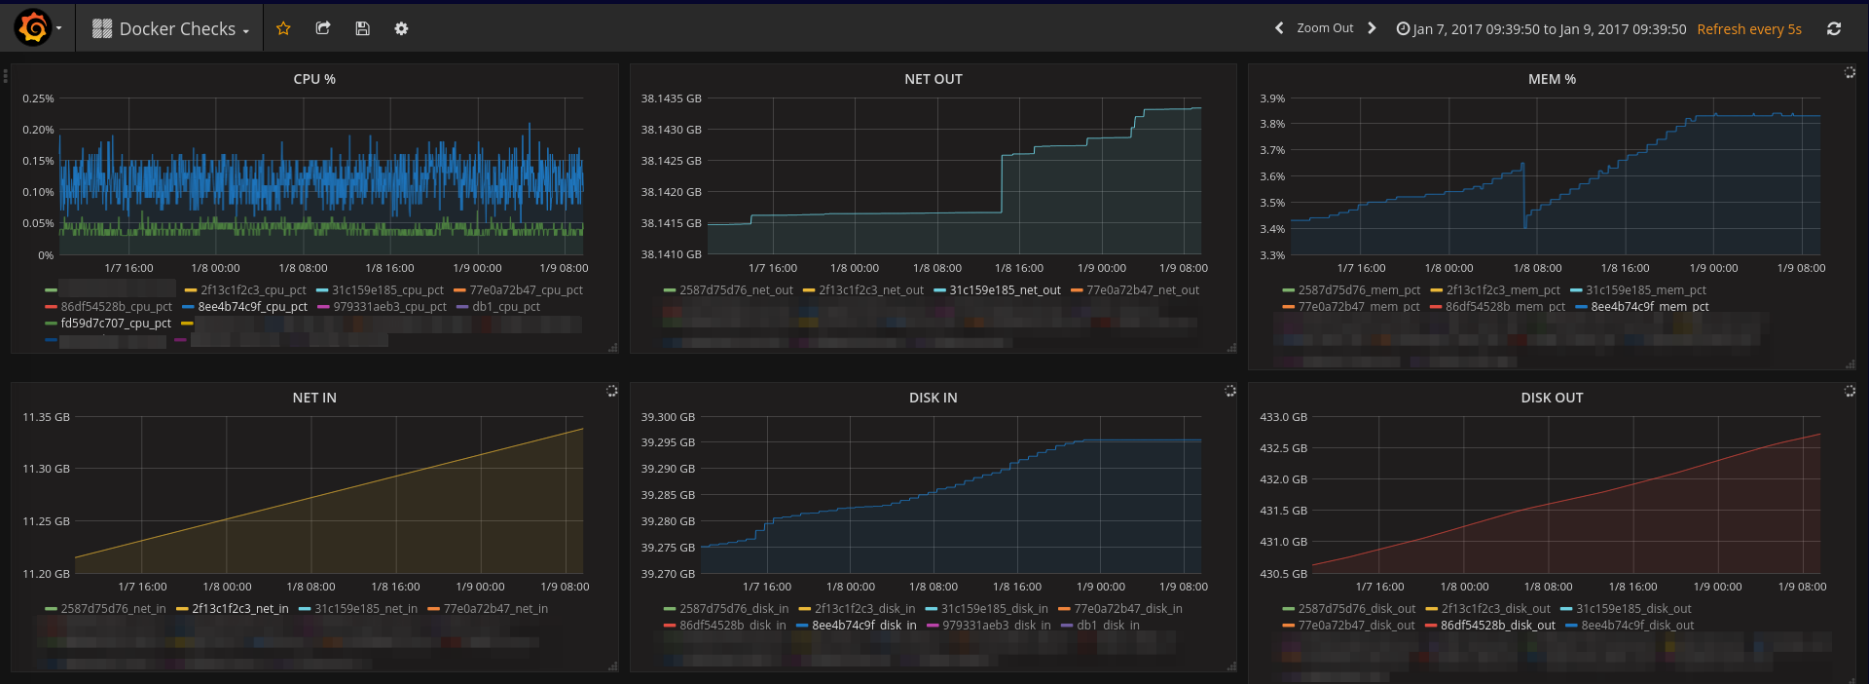 Docker Checks
Zoom Out
Jan 7, 2017 09:39:50 to Jan 9, 2017 09:39:50 Refresh every 5s
CPU %
0.25%
0.20%
0.15%
0.10%
0.05%
0%
1/7 16:00 1/8 00:00 1/8 08:00 1/8 16:00 1/9 00:00 1/9 08:00
2f13c1f2c3_cpu_pct 31c159e185_cpu_pct 77e0a72b47_cpu_pct
86df54528b_cpu_pct 8ee4b74c9f_cpu_pct 979331aeb3_cpu_pct db1_cpu_pct
fd59d7c707_cpu_pct
NET OUT
38.1435 GB
38.1430 GB
38.1425 GB
38.1420 GB
38.1415 GB
38.1410 GB
1/7 16:00 1/8 00:00 1/8 08:00 1/8 16:00 1/9 00:00 1/9 08:00
2587d75d76_net_out 2f13c1f2c3_net_out 31c159e185_net_out 77e0a72b47_net_out
MEM %
3.9%
3.8%
3.7%
3.6%
3.5%
3.4%
3.3%
1/7 16:00 1/8 00:00 1/8 08:00 1/8 16:00 1/9 00:00 1/9 08:00
2587d75d76_mem_pct 2f13c1f2c3_mem_pct 31c159e185_mem_pct
77e0a72b47_mem_pct 86df54528b_mem_pct 8ee4b74c9f_mem_pct
NET IN
11.35 GB
11.30 GB
11.25 GB
11.20 GB
1/7 16:00 1/8 00:00 1/8 08:00 1/8 16:00 1/9 00:00 1/9 08:00
2587d75d76_net_in 2f13c1f2c3_net_in 31c159e185_net_in 77e0a72b47_net_in
DISK IN
39.300 GB
39.295 GB
39.290 GB
39.285 GB
39.280 GB
39.275 GB
39.270 GB
1/7 16:00 1/8 00:00 1/8 08:00 1/8 16:00 1/9 00:00 1/9 08:00
2587d75d76_disk_in 2f13c1f2c3_disk_in 31c159e185_disk_in 77e0a72b47_disk_in
86df54528b_disk_in 8ee4b74c9f_disk_in 979331aeb3_disk_in db1_disk_in
DISK OUT
433.0 GB
432.5 GB
432.0 GB
431.5 GB
431.0 GB
430.5 GB
1/7 16:00 1/8 00:00 1/8 08:00 1/8 16:00 1/9 00:00 1/9 08:00
2587d75d76_disk_out 2f13c1f2c3_disk_out 31c159e185_disk_out
77e0a72b47_disk_out 86df54528b_disk_out 8ee4b74c9f_disk_out